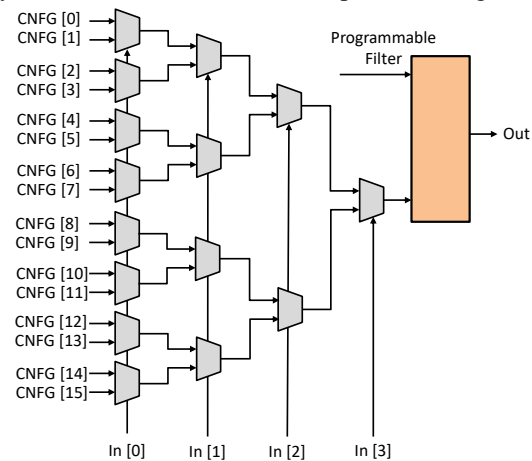 CNFG [0]
CNFG [1]
CNFG [2]
CNFG [3]
CNFG [4]
CNFG [5]
CNFG [6]
CNFG [7]
CNFG [8]
CNFG [9]
CNFG [10]
CNFG [11]
CNFG [12]
CNFG [13]
CNFG [14]
CNFG [15]
Programmable
Filter
Out
In [0]
In [1]
In [2]
In [3]